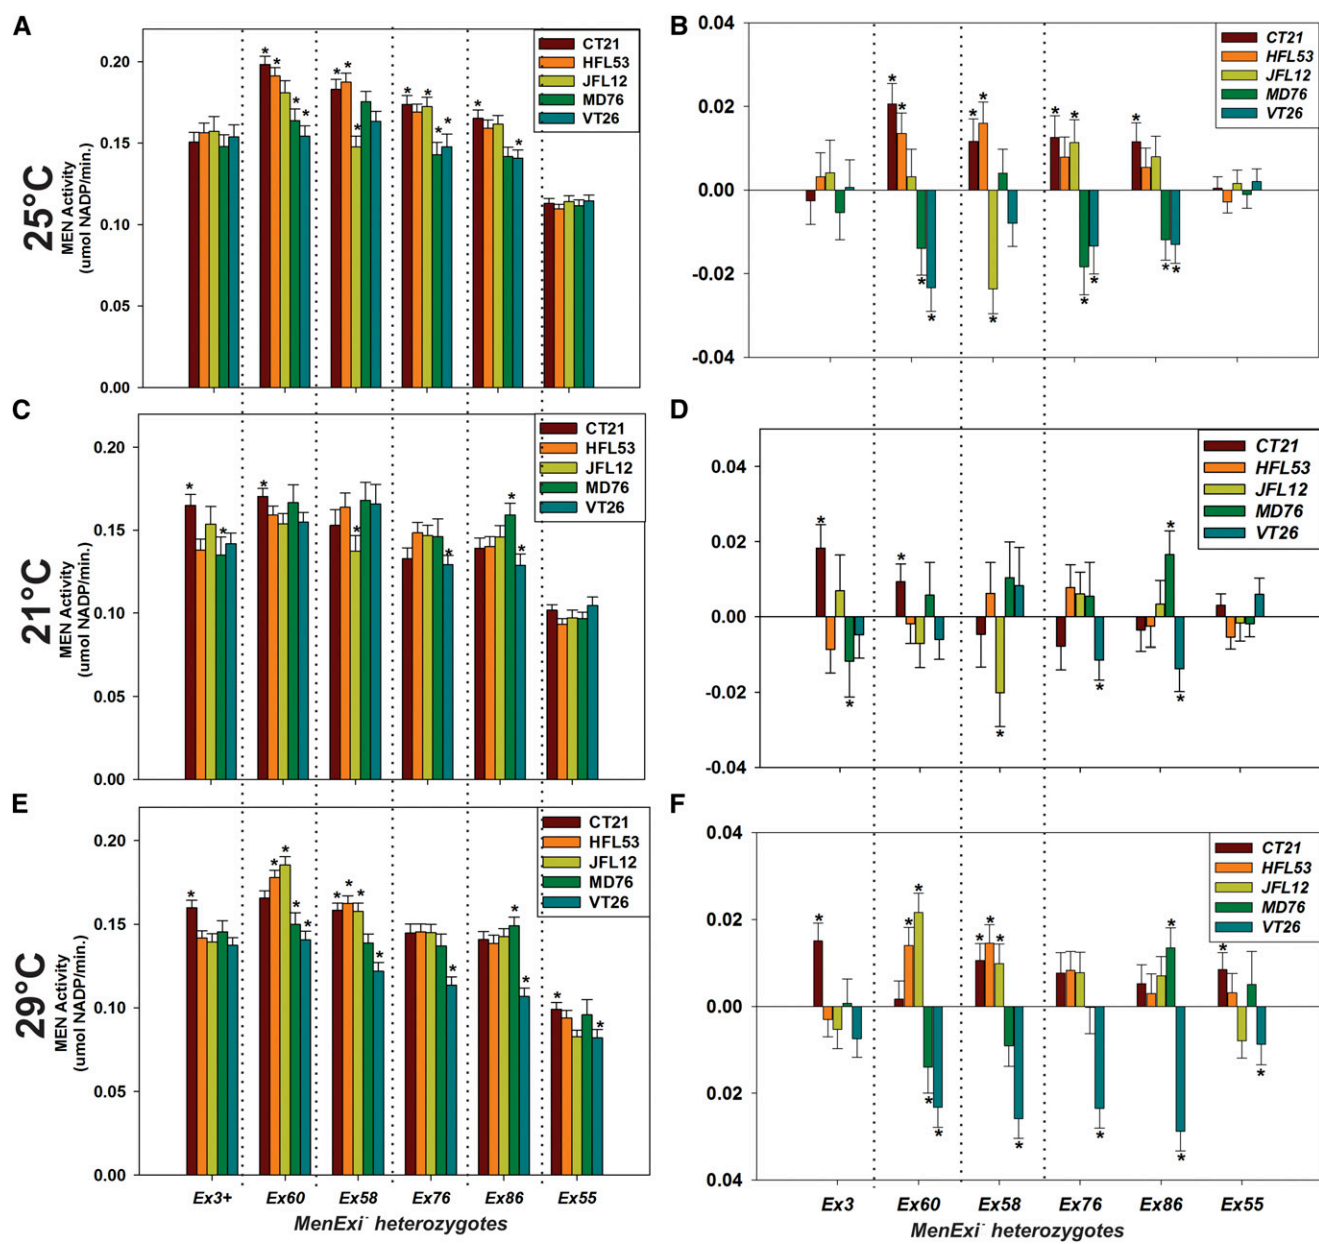 A
25°C
MEN Activity
(umol NADP/min.)
0.20
0.15
0.10
0.05
0.00
CT21
HFL53
JFL12
MD76
VT26
* * * * * * * * * * * * * *
B
0.04
0.02
0.00
-0.02
-0.04
CT21
HFL53
JFL12
MD76
VT26
* * * * * * * * * * * * * *
C
21°C
MEN Activity
(umol NADP/min.)
0.20
0.15
0.10
0.05
0.00
CT21
HFL53
JFL12
MD76
VT26
* * * * * * *
D
0.04
0.02
0.00
-0.02
-0.04
CT21
HFL53
JFL12
MD76
VT26
* * * * * * *
E
29°C
MEN Activity
(umol NADP/min.)
0.20
0.15
0.10
0.05
0.00
CT21
HFL53
JFL12
MD76
VT26
* * * * * * * * * * * * * *
Ex3+ Ex60 Ex58 Ex76 Ex86 Ex55
MenExi- heterozygotes
F
0.04
0.02
0.00
0.02
0.04
CT21
HFL53
JFL12
MD76
VT26
* * * * * * * * * * * * * *
Ex3 Ex60 Ex58 Ex76 Ex86 Ex55
MenExi- heterozygotes